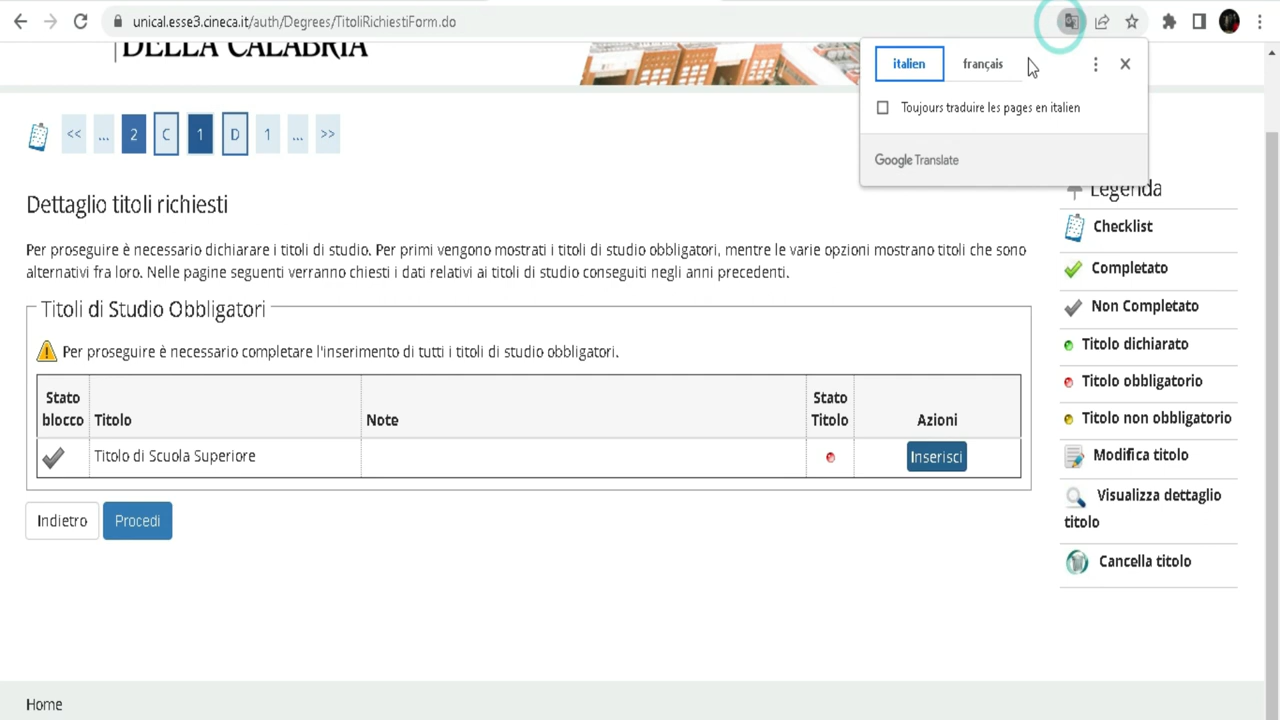 unical.esse3.cineca.it/auth/Degrees/TitoliRichiestiForm.do
DELLA CALABRIA
italien français
Toujours traduire les pages en italien
Google Translate
<< ... 2 C 1 D 1 ... >>
Dettaglio titoli richiesti
Per proseguire è necessario dichiarare i titoli di studio. Per primi vengono mostrati i titoli di studio obbligatori, mentre le varie opzioni mostrano titoli che sono
alternativi fra loro. Nelle pagine seguenti verranno chiesti i dati relativi ai titoli di studio conseguiti negli anni precedenti.
Titoli di Studio Obbligatori
Per proseguire è necessario completare l'inserimento di tutti i titoli di studio obbligatori.
Stato
blocco
Titolo
Note
Stato
Titolo
Azioni
Titolo di Scuola Superiore
Inserisci
Indietro
Procedi
Legenda
Checklist
Completato
Non Completato
Titolo dichiarato
Titolo obbligatorio
Titolo non obbligatorio
Modifica titolo
Visualizza dettaglio
titolo
Cancella titolo
Home